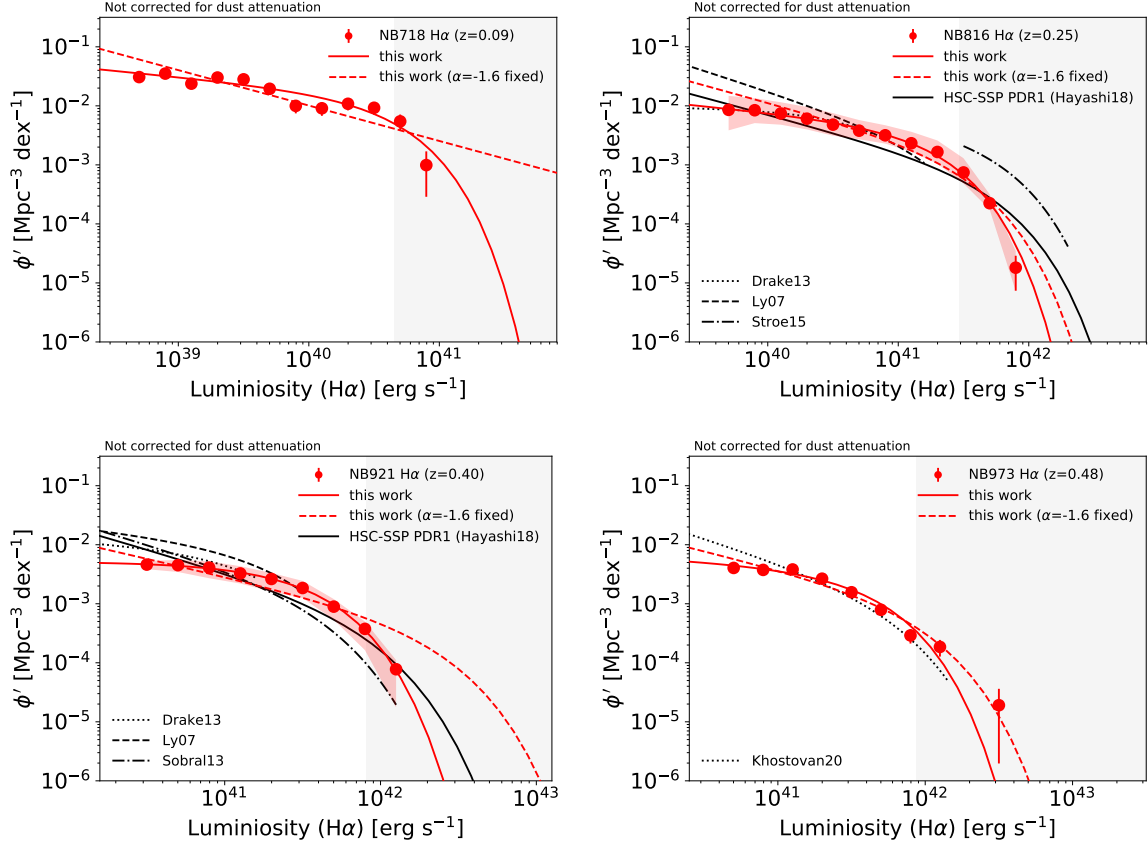 Not corrected for dust attenuation
NB718 Hα (z=0.09)
this work
this work (α=-1.6 fixed)
10⁻¹
10⁻²
10⁻³
10⁻⁴
10⁻⁵
10⁻⁶
ϕ′ [Mpc⁻³ dex⁻¹]
10³⁹
10⁴⁰
10⁴¹
Luminiosity (Hα) [erg s⁻¹]
Not corrected for dust attenuation
NB816 Hα (z=0.25)
this work
this work (α=-1.6 fixed)
HSC-SSP PDR1 (Hayashi18)
Drake13
Ly07
Stroe15
10⁻¹
10⁻²
10⁻³
10⁻⁴
10⁻⁵
10⁻⁶
ϕ′ [Mpc⁻³ dex⁻¹]
10⁴⁰
10⁴¹
10⁴²
Luminiosity (Hα) [erg s⁻¹]
Not corrected for dust attenuation
NB921 Hα (z=0.40)
this work
this work (α=-1.6 fixed)
HSC-SSP PDR1 (Hayashi18)
Drake13
Ly07
Sobral13
10⁻¹
10⁻²
10⁻³
10⁻⁴
10⁻⁵
10⁻⁶
ϕ′ [Mpc⁻³ dex⁻¹]
10⁴¹
10⁴²
10⁴³
Luminiosity (Hα) [erg s⁻¹]
Not corrected for dust attenuation
NB973 Hα (z=0.48)
this work
this work (α=-1.6 fixed)
Khostovan20
10⁻¹
10⁻²
10⁻³
10⁻⁴
10⁻⁵
10⁻⁶
ϕ′ [Mpc⁻³ dex⁻¹]
10⁴¹
10⁴²
10⁴³
Luminiosity (Hα) [erg s⁻¹]